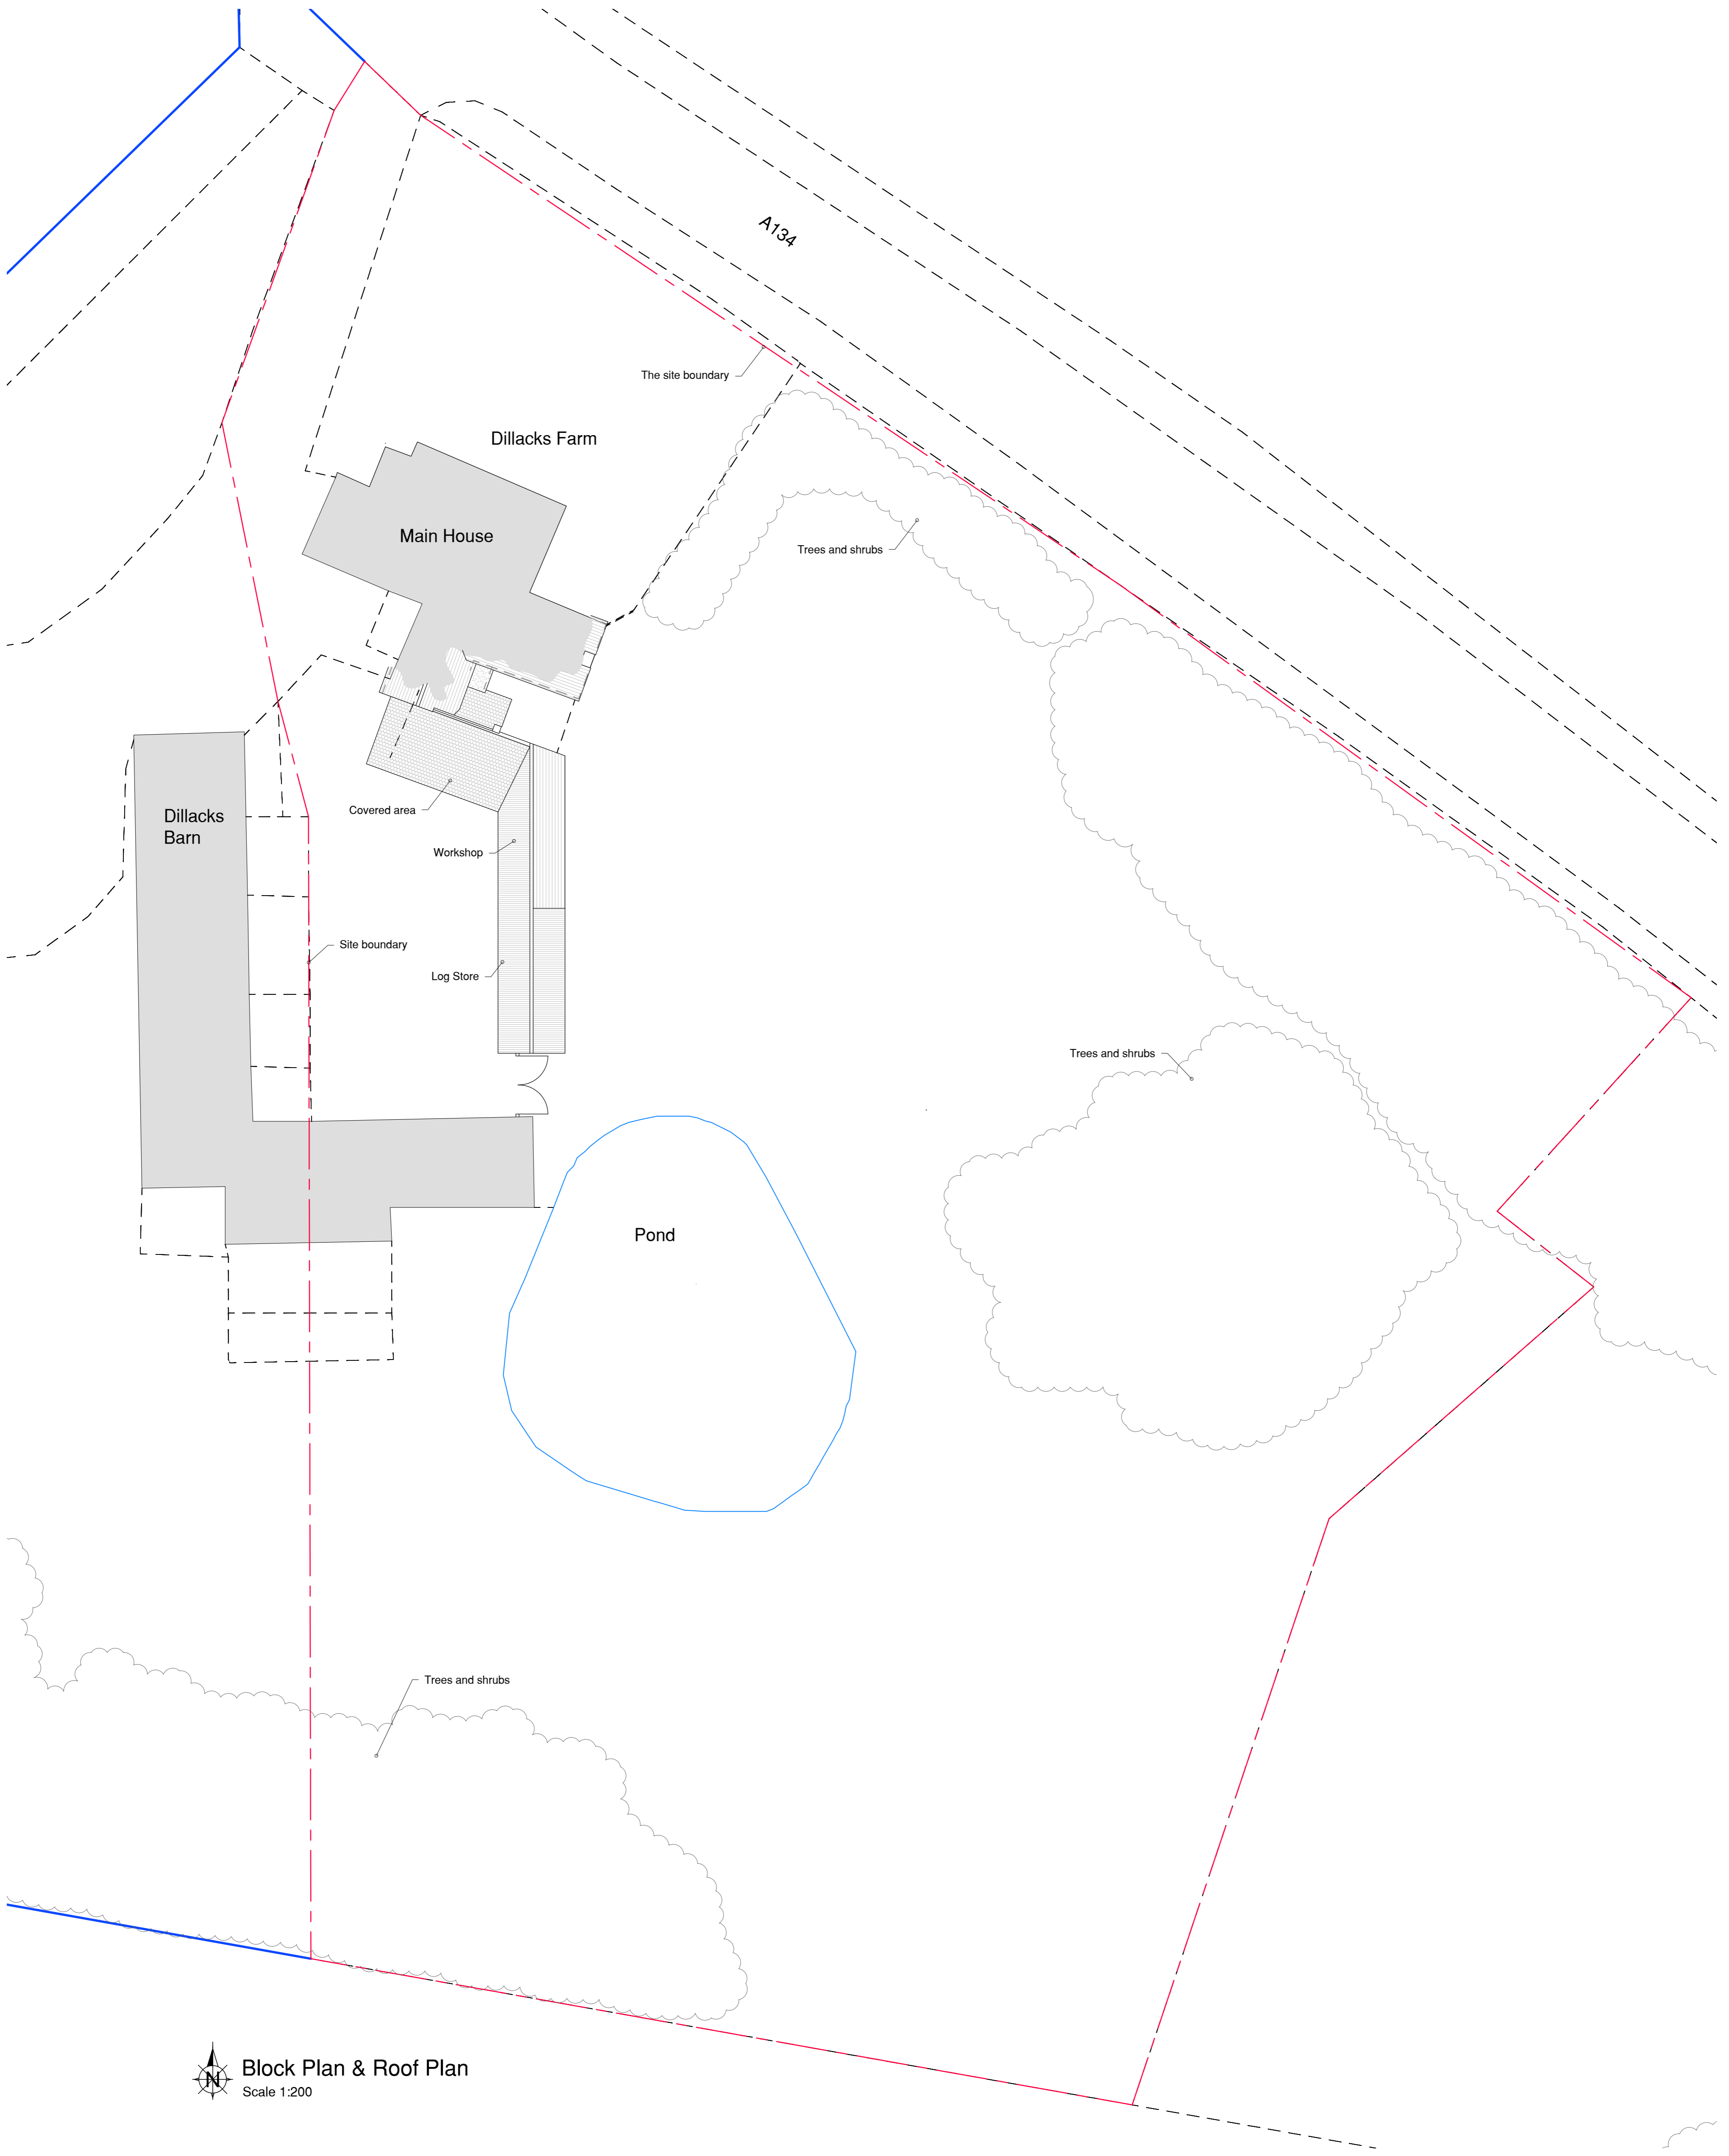 A134
The site boundary
Dillacks Farm
Main House
Trees and shrubs
Covered area
Dillacks
Barn
Workshop
Site boundary
Log Store
Trees and shrubs
Pond
Trees and shrubs
N
Block Plan & Roof Plan
Scale 1:200